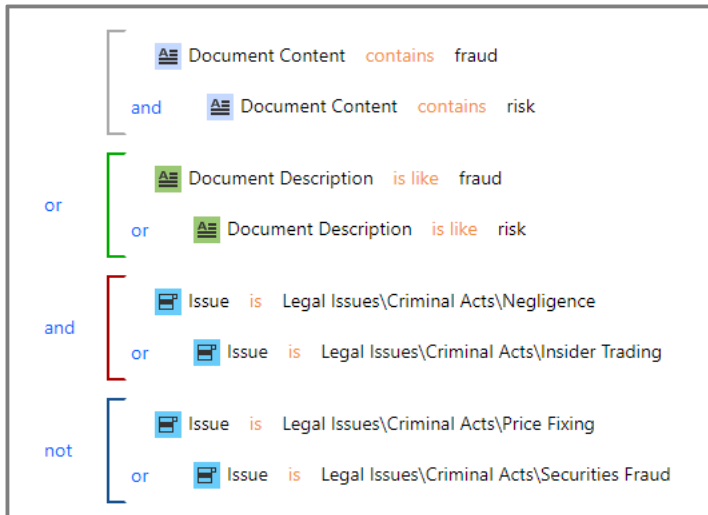 Document Content contains fraud
and Document Content contains risk
Document Description is like fraud
or
or Document Description is like risk
Issue is Legal Issues\Criminal Acts\Negligence
and
or Issue is Legal Issues\Criminal Acts\Insider Trading
Issue is Legal Issues\Criminal Acts\Price Fixing
not
or Issue is Legal Issues\Criminal Acts\Securities Fraud